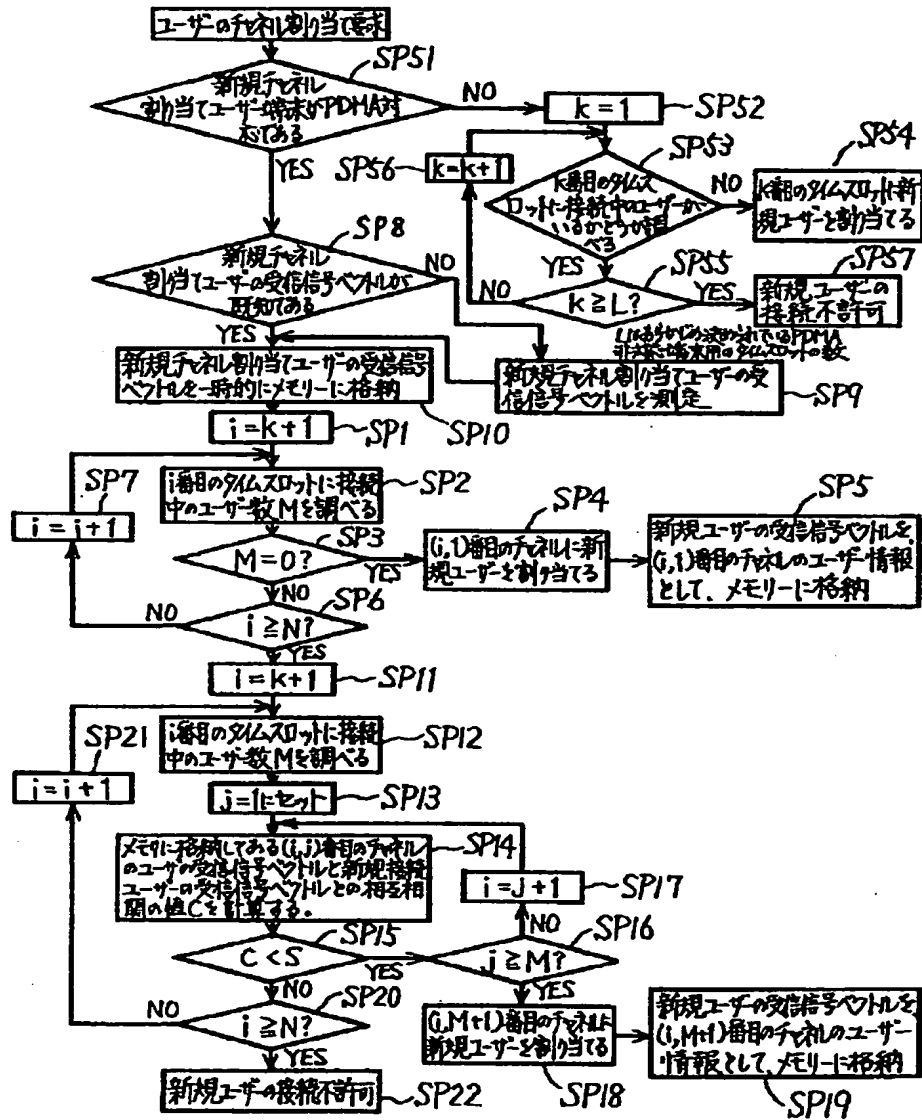 ユーザーのチャネル割り当て要求
SP51
新規チャネル
割り当てユーザー端末がPDMA対
応である
NO
YES
k=1
SP52
SP56
k=k+1
SP53
k番目のタイムス
ロットに接続中のユーザーが
いるかどうか調
べる
NO
YES
SP54
k番目のタイムスロットに新
規ユーザーを割り当てる
SP55
k≧L?
NO
YES
SP57
新規ユーザーの
接続不許可
Lはあらかじめ決められているPDMA
非対応端末用のタイムスロットの数
SP8
新規チャネル
割り当てユーザーの受信信号ベクトルが
既知である
NO
YES
新規チャネル割り当てユーザーの受信信号
ベクトルを一時的にメモリーに格納
SP10
新規チャネル割り当てユーザーの受
信信号ベクトルを測定
SP9
i=k+1
SP1
SP7
i=i+1
i番目のタイムスロットに接続
中のユーザー数Mを調べる
SP2
SP3
M=0?
YES
NO
SP4
(i,1)番目のチャネルに新
規ユーザーを割り当てる
SP5
新規ユーザーの受信信号ベクトルを、
(i,1)番目のチャネルのユーザー情報
として、メモリーに格納
SP6
i≧N?
NO
YES
i=k+1
SP11
SP21
i=i+1
i番目のタイムスロットに接続
中のユーザー数Mを調べる
SP12
j=1にセット
SP13
メモリに格納してある(i,j)番目のチャネル
のユーザの受信信号ベクトルと新規接続
ユーザーの受信信号ベクトルとの相互相
関の値Cを計算する.
SP14
i=j+1
SP17
SP15
C<S
YES
NO
SP16
j≧M?
NO
YES
SP20
i≧N?
NO
YES
(i,M+1)番目のチャネルに
新規ユーザーを割り当てる
SP18
新規ユーザーの受信信号ベクトルを、
(i,M+1)番目のチャネルのユーザー
情報として、メモリーに格納
SP19
新規ユーザーの接続不許可
SP22